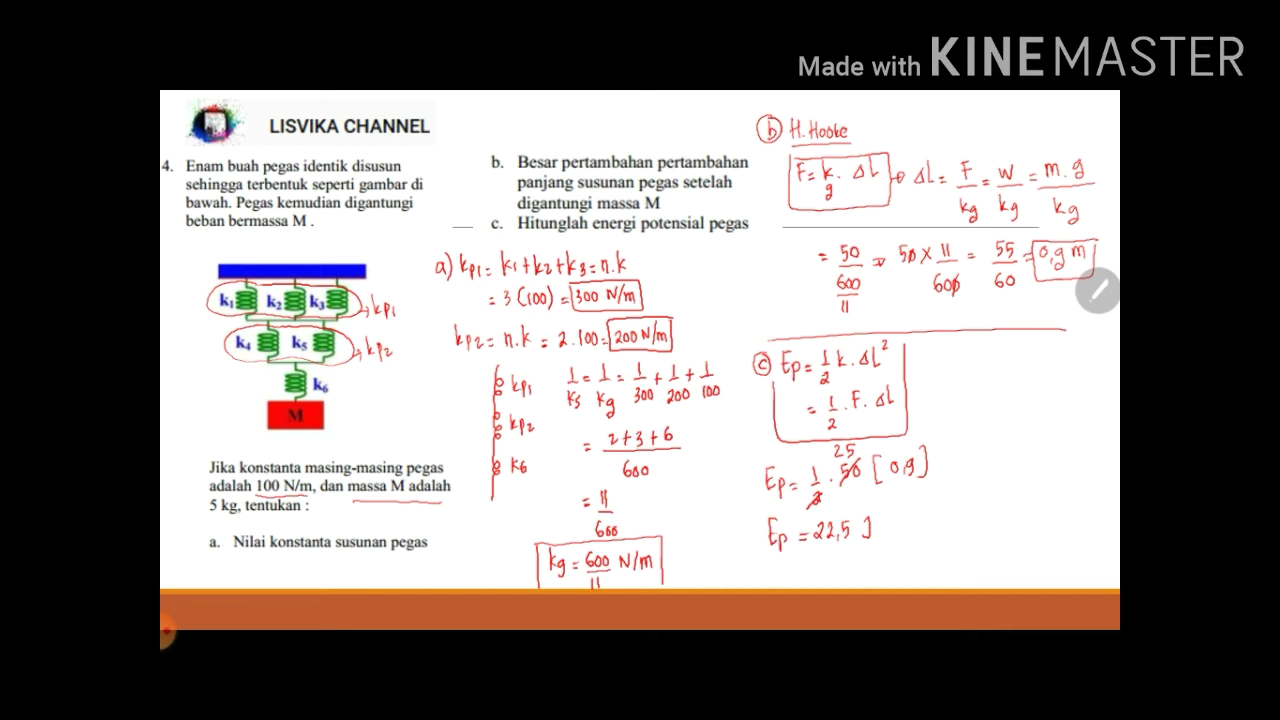 Made with KINEMASTER
LISVIKA CHANNEL
4. Enam buah pegas identik disusun
sehingga terbentuk seperti gambar di
bawah. Pegas kemudian digantungi
beban bermassa M .
k₁ k₂ k₃ → kp₁
k₄ k₅ → kp₂
k₆
M
Jika konstanta masing-masing pegas
adalah 100 N/m, dan massa M adalah
5 kg, tentukan :
a. Nilai konstanta susunan pegas
b. Besar pertambahan pertambahan
panjang susunan pegas setelah
digantungi massa M
c. Hitunglah energi potensial pegas
a) kp₁ = k₁ + k₂ + k₃ = n.k
= 3 (100) = 300 N/m
kp₂ = n.k = 2.100 = 200 N/m
kp₁
kp₂
k₆
1/ks = 1/kg = 1/300 + 1/200 + 1/100
= 2+3+6/600
= 11/600
kg = 600/11 N/m
b H. Hooke
F = kg . ΔL → ΔL = F/kg = W/kg = m.g/kg
= 50/600/11 → 50 × 11/600 = 55/60 = 0,9 m
c Ep = 1/2 k. ΔL²
= 1/2 . F. ΔL
25
Ep = 1/2 . 50 [0,9]
Ep = 22,5 J